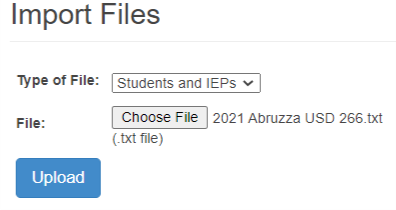 Import Files
Type of File: Students and IEPs
File: Choose File 2021 Abruzza USD 266.txt
(.txt file)
Upload